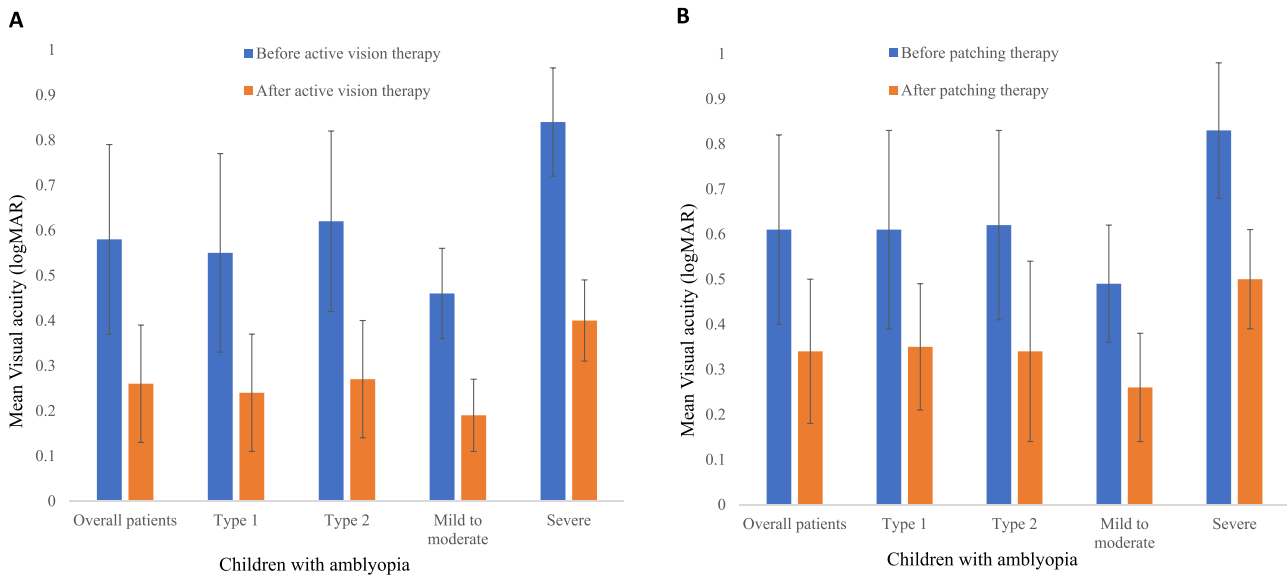 A
Before active vision therapy
After active vision therapy
1
0.9
0.8
0.7
0.6
0.5
0.4
0.3
0.2
0.1
0
Mean Visual acuity (logMAR)
Overall patients
Type 1
Type 2
Mild to
moderate
Severe
Children with amblyopia
B
Before patching therapy
After patching therapy
1
0.9
0.8
0.7
0.6
0.5
0.4
0.3
0.2
0.1
0
Mean Visual acuity (logMAR)
Overall patients
Type 1
Type 2
Mild to
moderate
Severe
Children with amblyopia